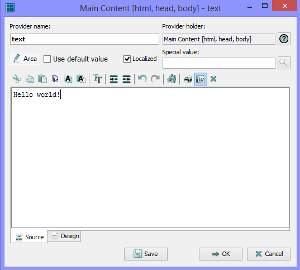 Main Content [html, head, body] - text
Provider name:
Provider holder:
text
Main Content [html, head, body]
Special value:
Area
Use default value
Localized
Hello world!
Source
Design
Save
OK
Cancel